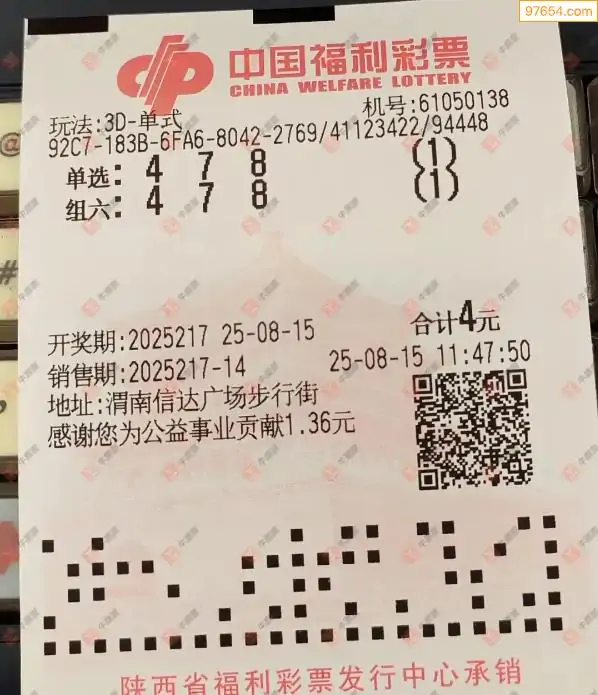 97654.com
中国福利彩票
CHINA WELFARE LOTTERY
玩法:3D-单式 机号:61050138
92C7-183B-6FA6-8042-2769/41123422/94448
单选: 4 7 8 (1)
组六: 4 7 8 (1)
开奖期:2025217 25-08-15 合计4元
销售期:2025217-14 25-08-15 11:47:50
地址:渭南信达广场步行街
感谢您为公益事业贡献1.36元
陕西省福利彩票发行中心承销